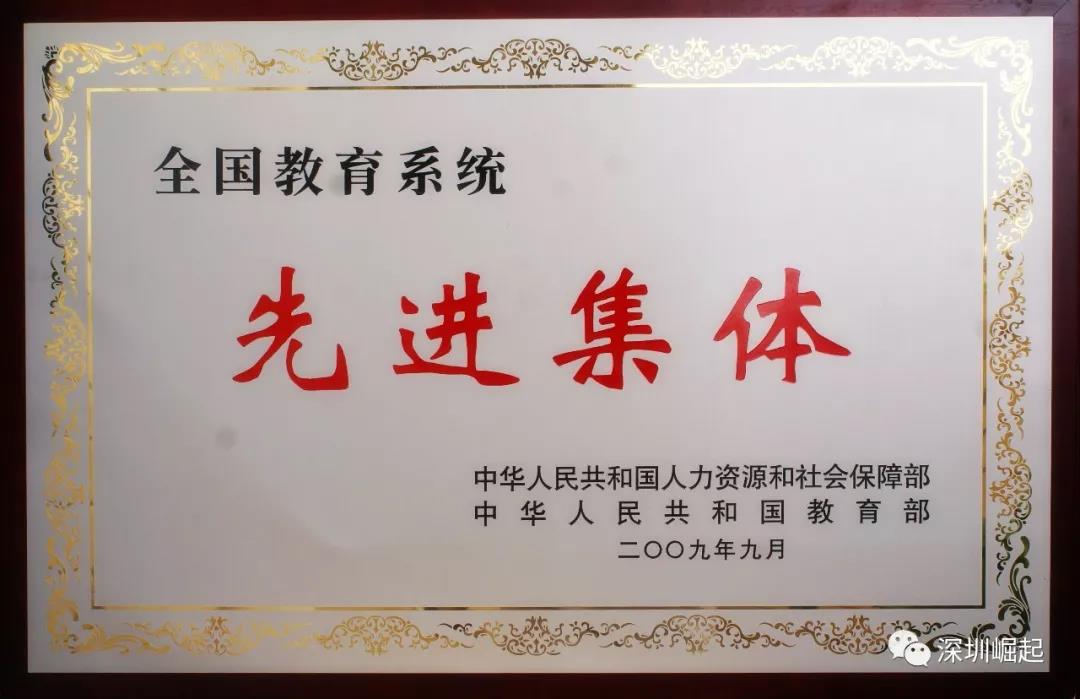 全国教育系统
先进集体
中华人民共和国人力资源和社会保障部
中华人民共和国教育部
二〇〇九年九月
深圳崛起